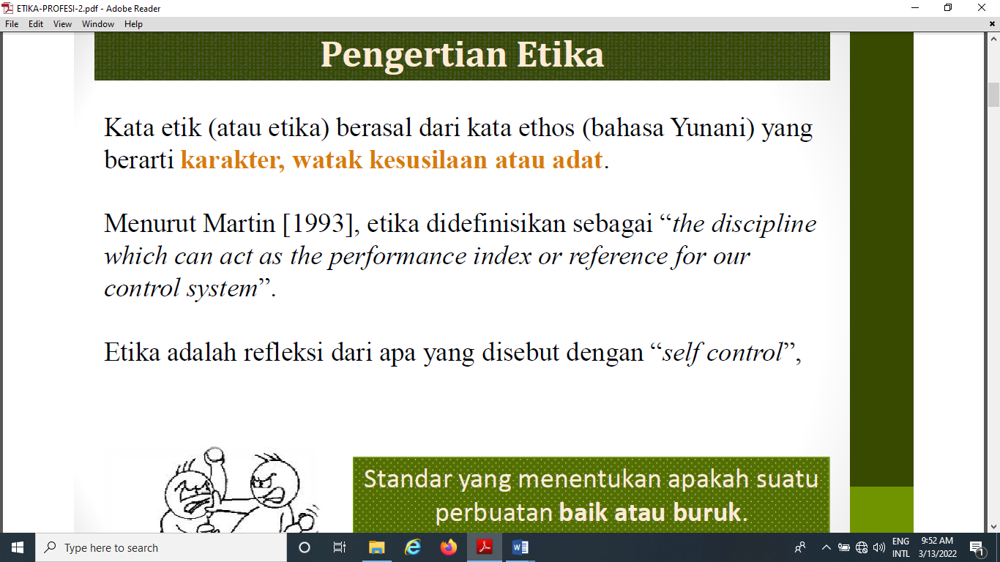 ETIKA-PROFESI-2.pdf - Adobe Reader
File Edit View Window Help
Pengertian Etika
Kata etik (atau etika) berasal dari kata ethos (bahasa Yunani) yang
berarti karakter, watak kesusilaan atau adat.
Menurut Martin [1993], etika didefinisikan sebagai “the discipline
which can act as the performance index or reference for our
control system”.
Etika adalah refleksi dari apa yang disebut dengan “self control”,
Standar yang menentukan apakah suatu
perbuatan baik atau buruk.
Type here to search
ENG
INTL
9:52 AM
3/13/2022
1